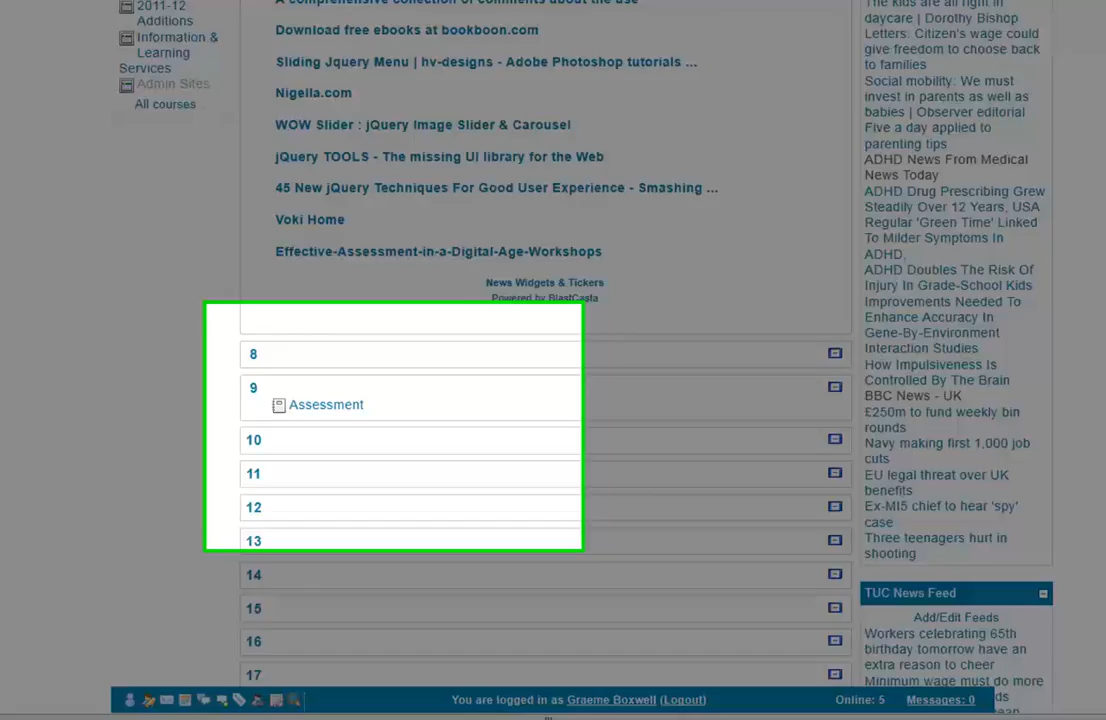 2011-12
Additions
Information &
Learning
Services
Admin Sites
All courses
A comprehensive collection of comments about the use
Download free ebooks at bookboon.com
Sliding Jquery Menu | hv-designs - Adobe Photoshop tutorials ...
Nigella.com
WOW Slider : jQuery Image Slider & Carousel
jQuery TOOLS - The missing UI library for the Web
45 New jQuery Techniques For Good User Experience - Smashing ...
Voki Home
Effective-Assessment-in-a-Digital-Age-Workshops
News Widgets & Tickers
Powered by BlastCasta
8
9
Assessment
10
11
12
13
14
15
16
17
The kids are all right in
daycare | Dorothy Bishop
Letters: Citizen's wage could
give freedom to choose back
to families
Social mobility: We must
invest in parents as well as
babies | Observer editorial
Five a day applied to
parenting tips
ADHD News From Medical
News Today
ADHD Drug Prescribing Grew
Steadily Over 12 Years, USA
Regular 'Green Time' Linked
To Milder Symptoms In
ADHD,
ADHD Doubles The Risk Of
Injury In Grade-School Kids
Improvements Needed To
Enhance Accuracy In
Gene-By-Environment
Interaction Studies
How Impulsiveness Is
Controlled By The Brain
BBC News - UK
£250m to fund weekly bin
rounds
Navy making first 1,000 job
cuts
EU legal threat over UK
benefits
Ex-MI5 chief to hear 'spy'
case
Three teenagers hurt in
shooting
TUC News Feed
Add/Edit Feeds
Workers celebrating 65th
birthday tomorrow have an
extra reason to cheer
Minimum wage must do more
You are logged in as Graeme Boxwell (Logout)
Online: 5
Messages: 0